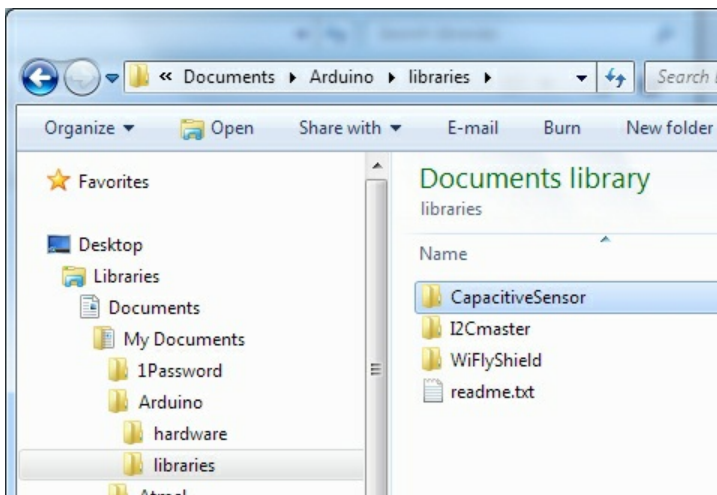 « Documents ▸ Arduino ▸ libraries ▸
Search
Organize ▾ Open Share with ▾ E-mail Burn New folder
Favorites
Desktop
Libraries
Documents
My Documents
1Password
Arduino
hardware
libraries
Documents library
libraries
Name
CapacitiveSensor
I2Cmaster
WiFlyShield
readme.txt